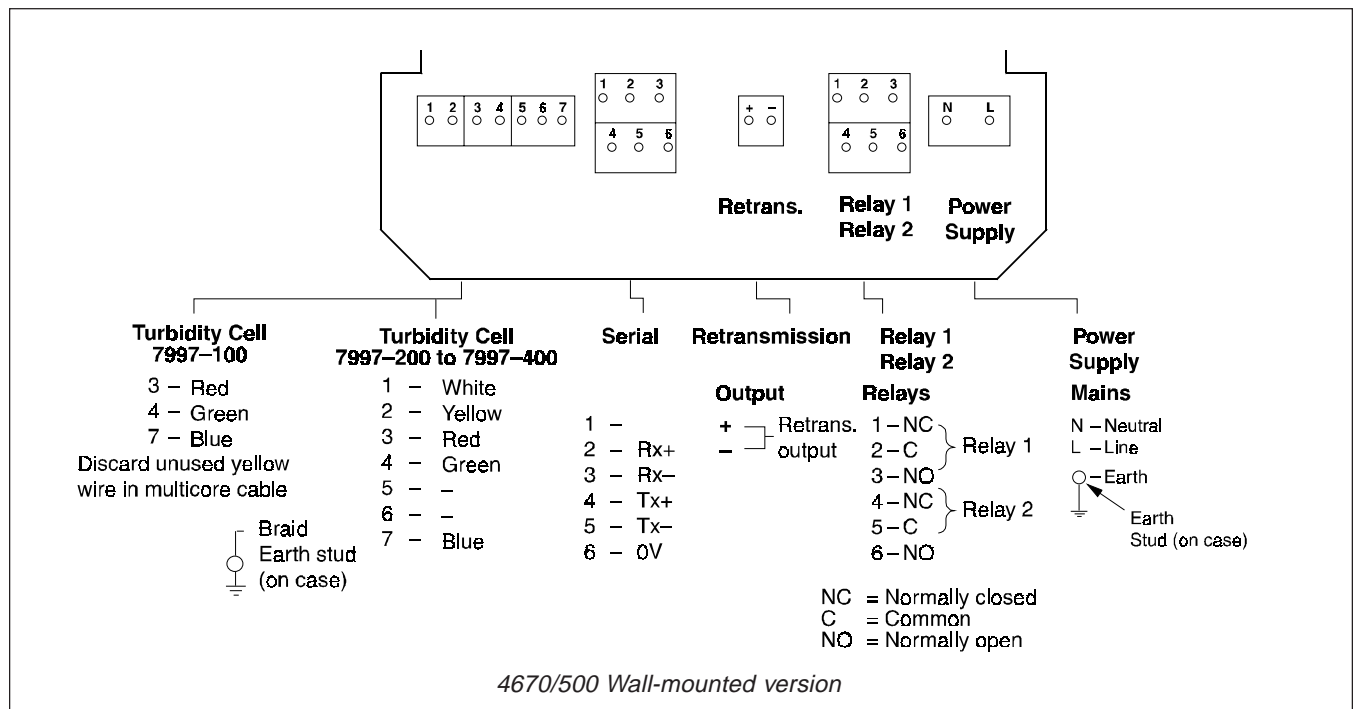 1 2 3 4 5 6 7
1 2 3
4 5 6
+ –
1 2 3
4 5 6
N L
Retrans.
Relay 1
Relay 2
Power
Supply
Turbidity Cell
7997–100
3 – Red
4 – Green
7 – Blue
Discard unused yellow
wire in multicore cable
Braid
Earth stud
(on case)
Turbidity Cell
7997–200 to 7997–400
1 – White
2 – Yellow
3 – Red
4 – Green
5 – –
6 – –
7 – Blue
Serial
1 –
2 – Rx+
3 – Rx–
4 – Tx+
5 – Tx–
6 – 0V
Retransmission
Output
+ Retrans.
– output
Relay 1
Relay 2
Relays
1 – NC
2 – C
3 – NO
Relay 1
4 – NC
5 – C
6 – NO
Relay 2
NC = Normally closed
C = Common
NO = Normally open
Power
Supply
Mains
N – Neutral
L – Line
– Earth
Earth
Stud (on case)
4670/500 Wall-mounted version